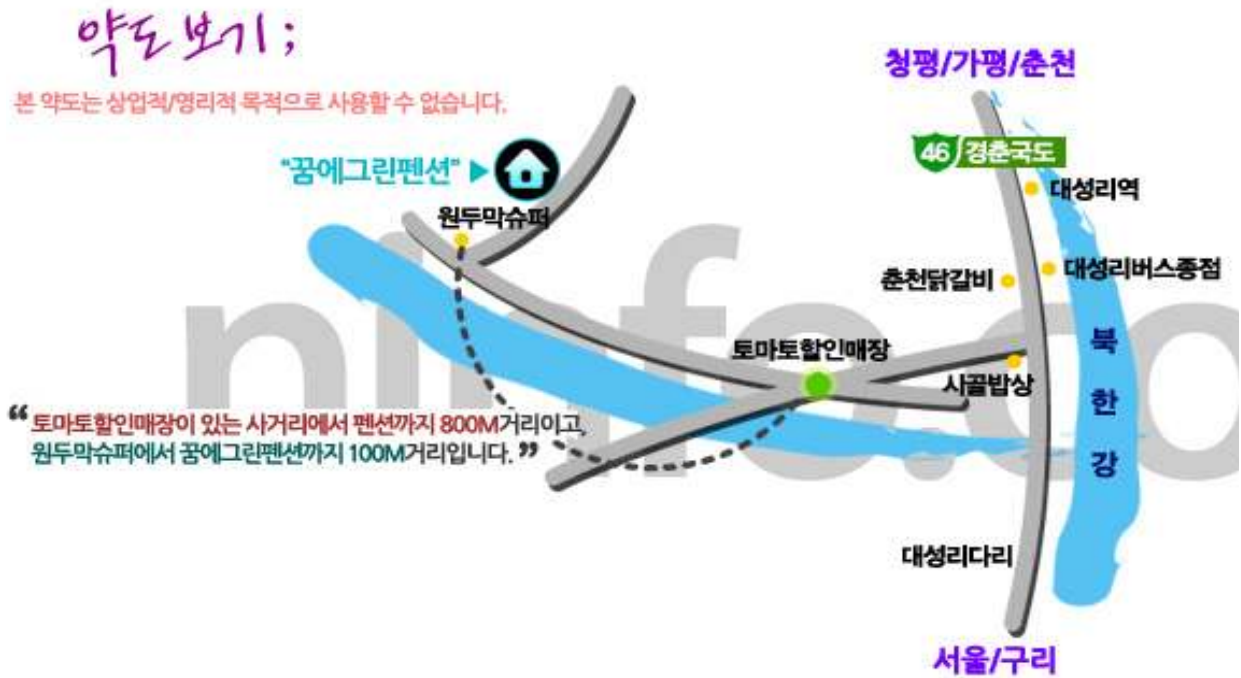 약도보기;
본 약도는 상업적/영리적 목적으로 사용할 수 없습니다.
청평/가평/춘천
46 경춘국도
"꿈에그린펜션"
대성리역
원두막슈퍼
대성리버스종점
춘천닭갈비
토마토할인매장
사골밥상
북한강
“토마토할인매장이 있는 사거리에서 펜션까지 800M거리이고,
원두막슈퍼에서 꿈에그린펜션까지 100M거리입니다.”
대성리다리
서울/구리